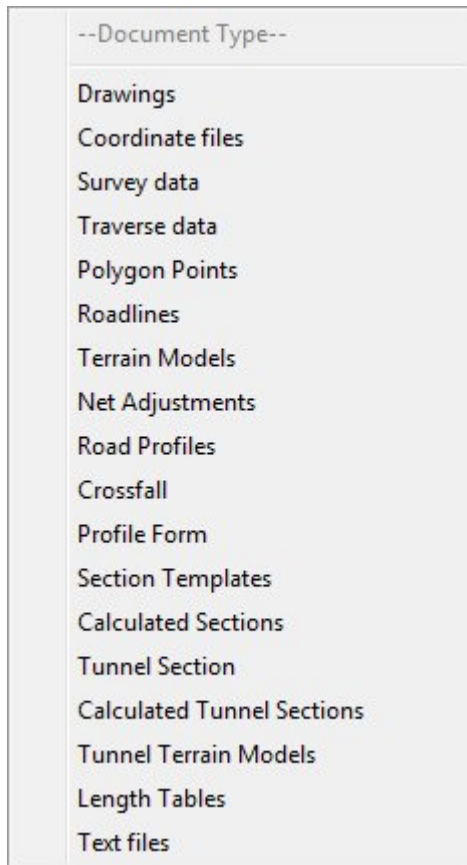 --Document Type--
Drawings
Coordinate files
Survey data
Traverse data
Polygon Points
Roadlines
Terrain Models
Net Adjustments
Road Profiles
Crossfall
Profile Form
Section Templates
Calculated Sections
Tunnel Section
Calculated Tunnel Sections
Tunnel Terrain Models
Length Tables
Text files